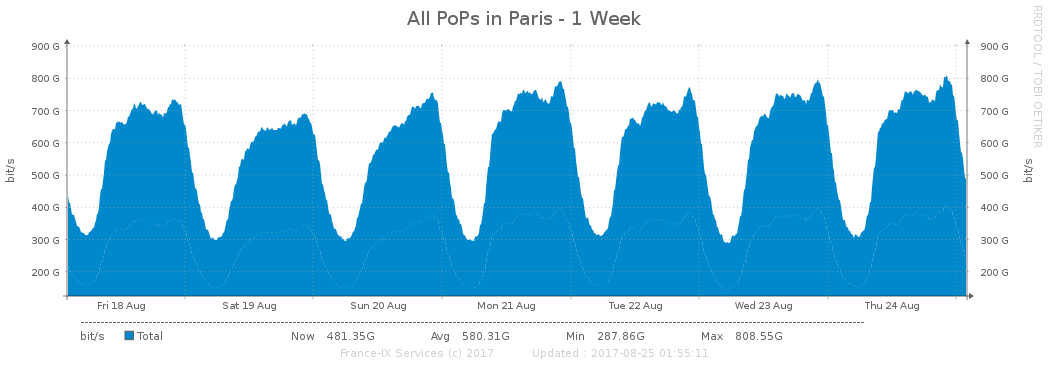 All PoPs in Paris - 1 Week
RRDTOOL / TOBI OETIKER
900 G 900 G
800 G 800 G
700 G 700 G
600 G 600 G
500 G 500 G
400 G 400 G
300 G 300 G
200 G 200 G
bit/s bit/s
Fri 18 Aug Sat 19 Aug Sun 20 Aug Mon 21 Aug Tue 22 Aug Wed 23 Aug Thu 24 Aug
bit/s Total Now 481.35G Avg 580.31G Min 287.86G Max 808.55G
France-IX Services (c) 2017 Updated : 2017-08-25 01:55:11